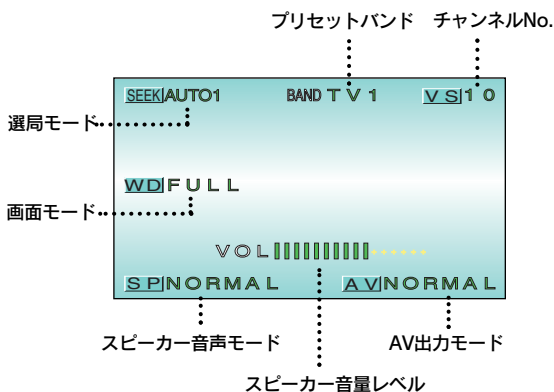 プリセットバンド チャンネルNo.
SEEK AUTO1 BAND TV1 VS 10
選局モード
WD FULL
画面モード
VOL
SP NORMAL AV NORMAL
スピーカー音声モード AV出力モード
スピーカー音量レベル